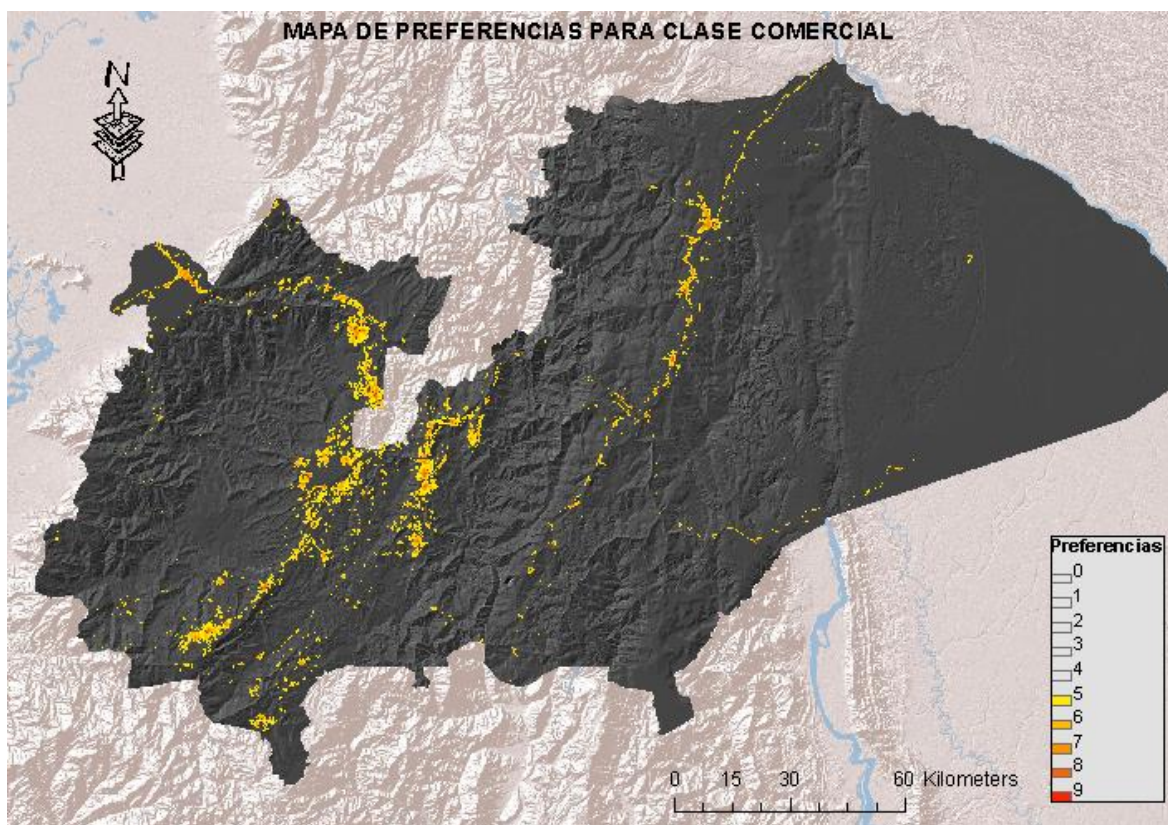 MAPA DE PREFERENCIAS PARA CLASE COMERCIAL
N
Preferencias
0
1
2
3
4
5
6
7
8
9
0 15 30 60 Kilometers